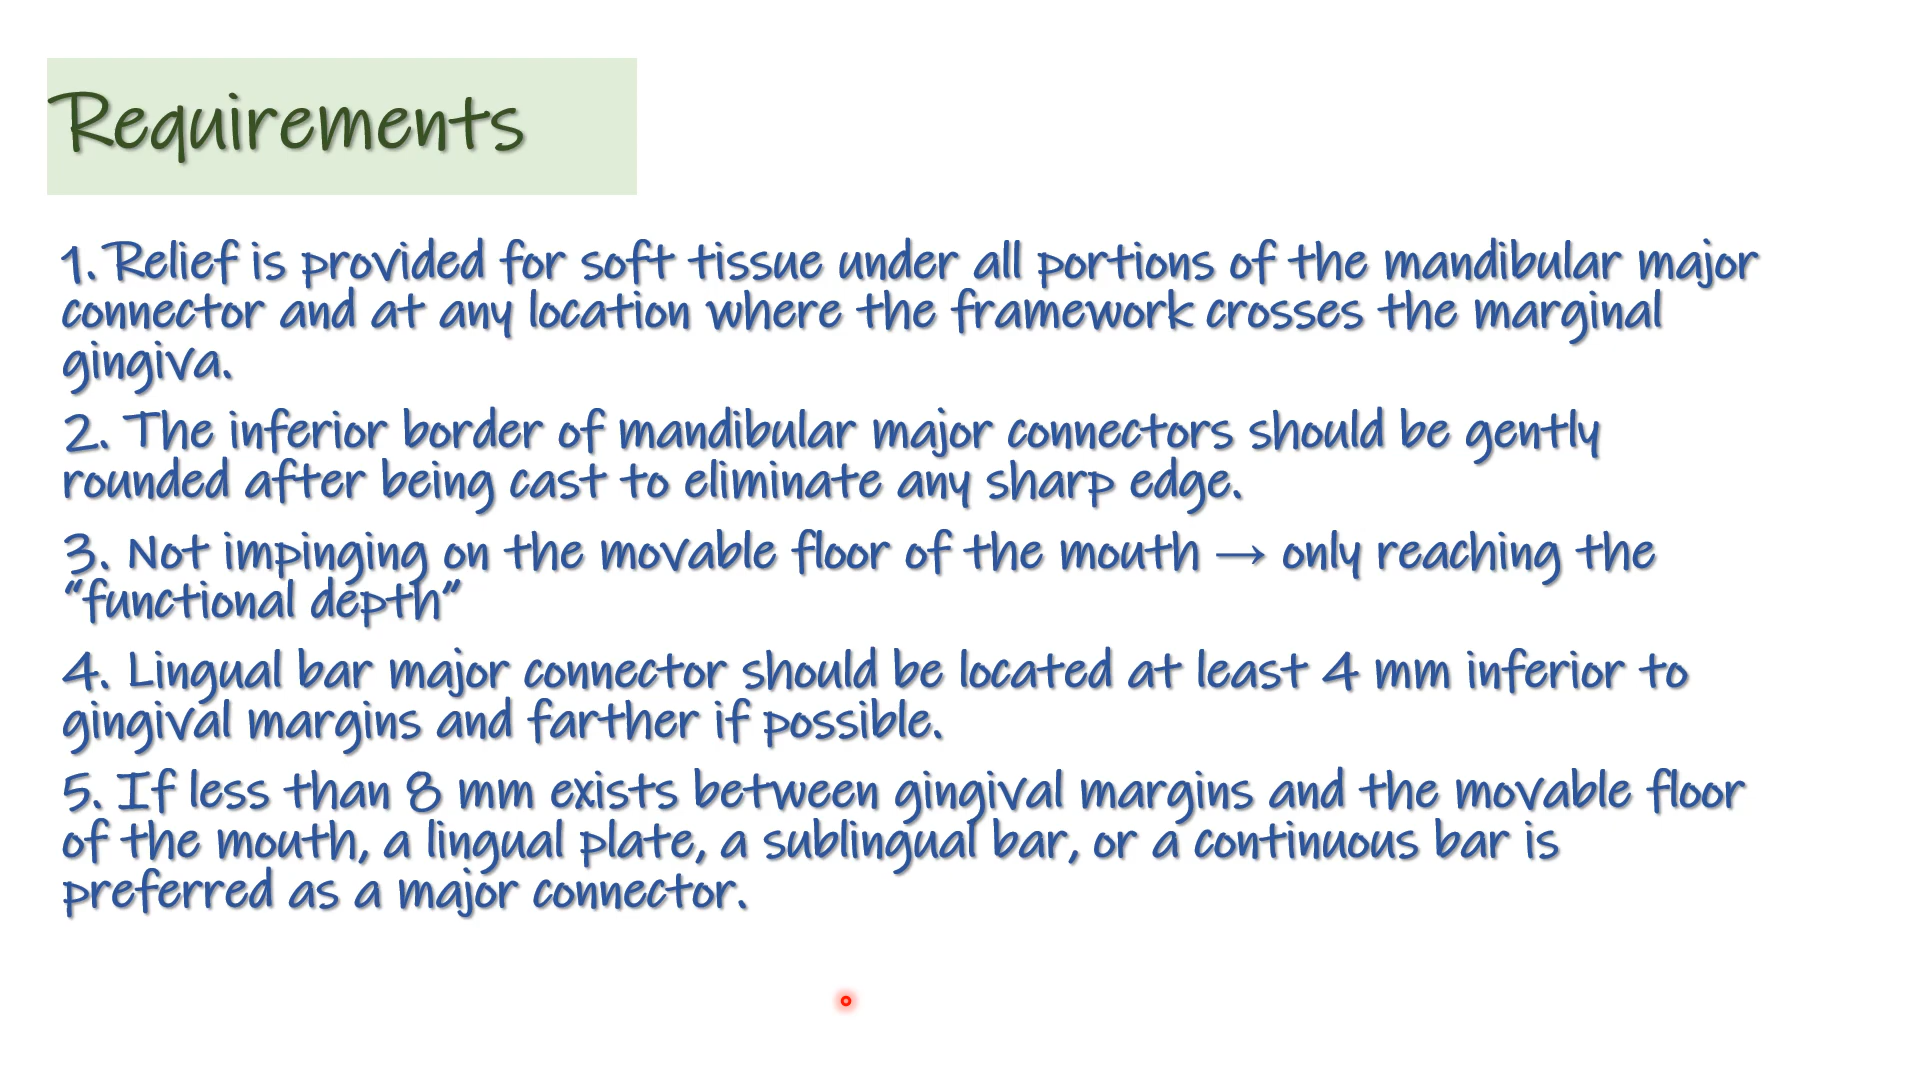 Requirements
1. Relief is provided for soft tissue under all portions of the mandibular major
connector and at any location where the framework crosses the marginal
gingiva.
2. The inferior border of mandibular major connectors should be gently
rounded after being cast to eliminate any sharp edge.
3. Not impinging on the movable floor of the mouth → only reaching the
“functional depth”
4. Lingual bar major connector should be located at least 4 mm inferior to
gingival margins and farther if possible.
5. If less than 8 mm exists between gingival margins and the movable floor
of the mouth, a lingual plate, a sublingual bar, or a continuous bar is
preferred as a major connector.